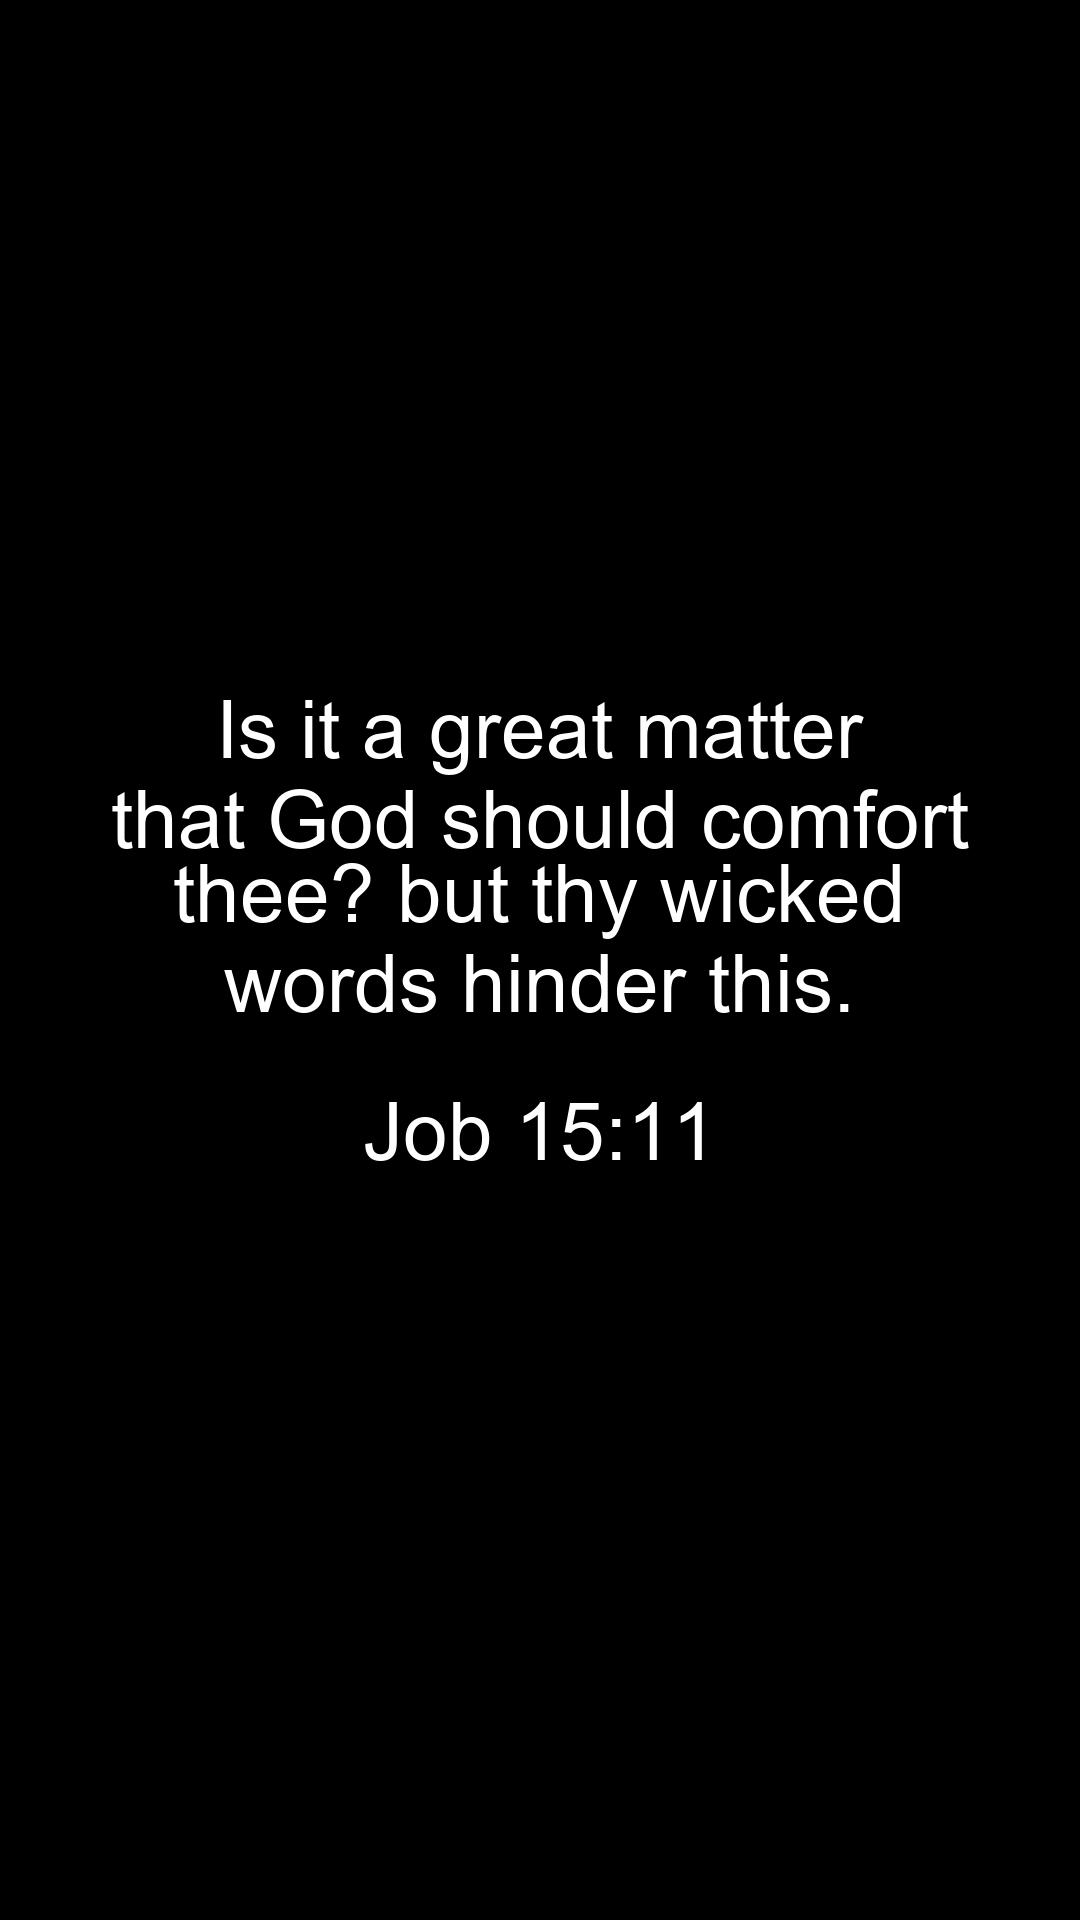 Is it a great matter
that God should comfort
thee? but thy wicked
words hinder this.
Job 15:11